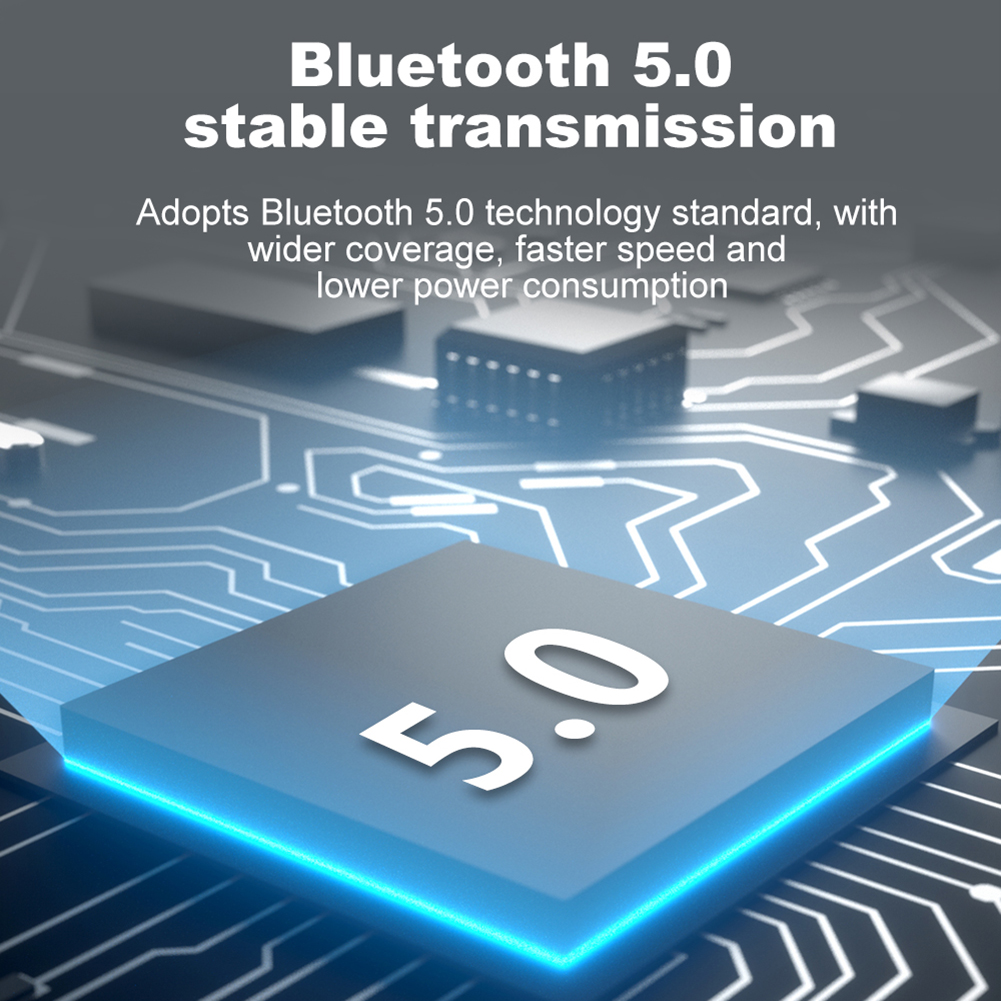 Bluetooth 5.0
stable transmission
Adopts Bluetooth 5.0 technology standard, with
wider coverage, faster speed and
lower power consumption
5.0